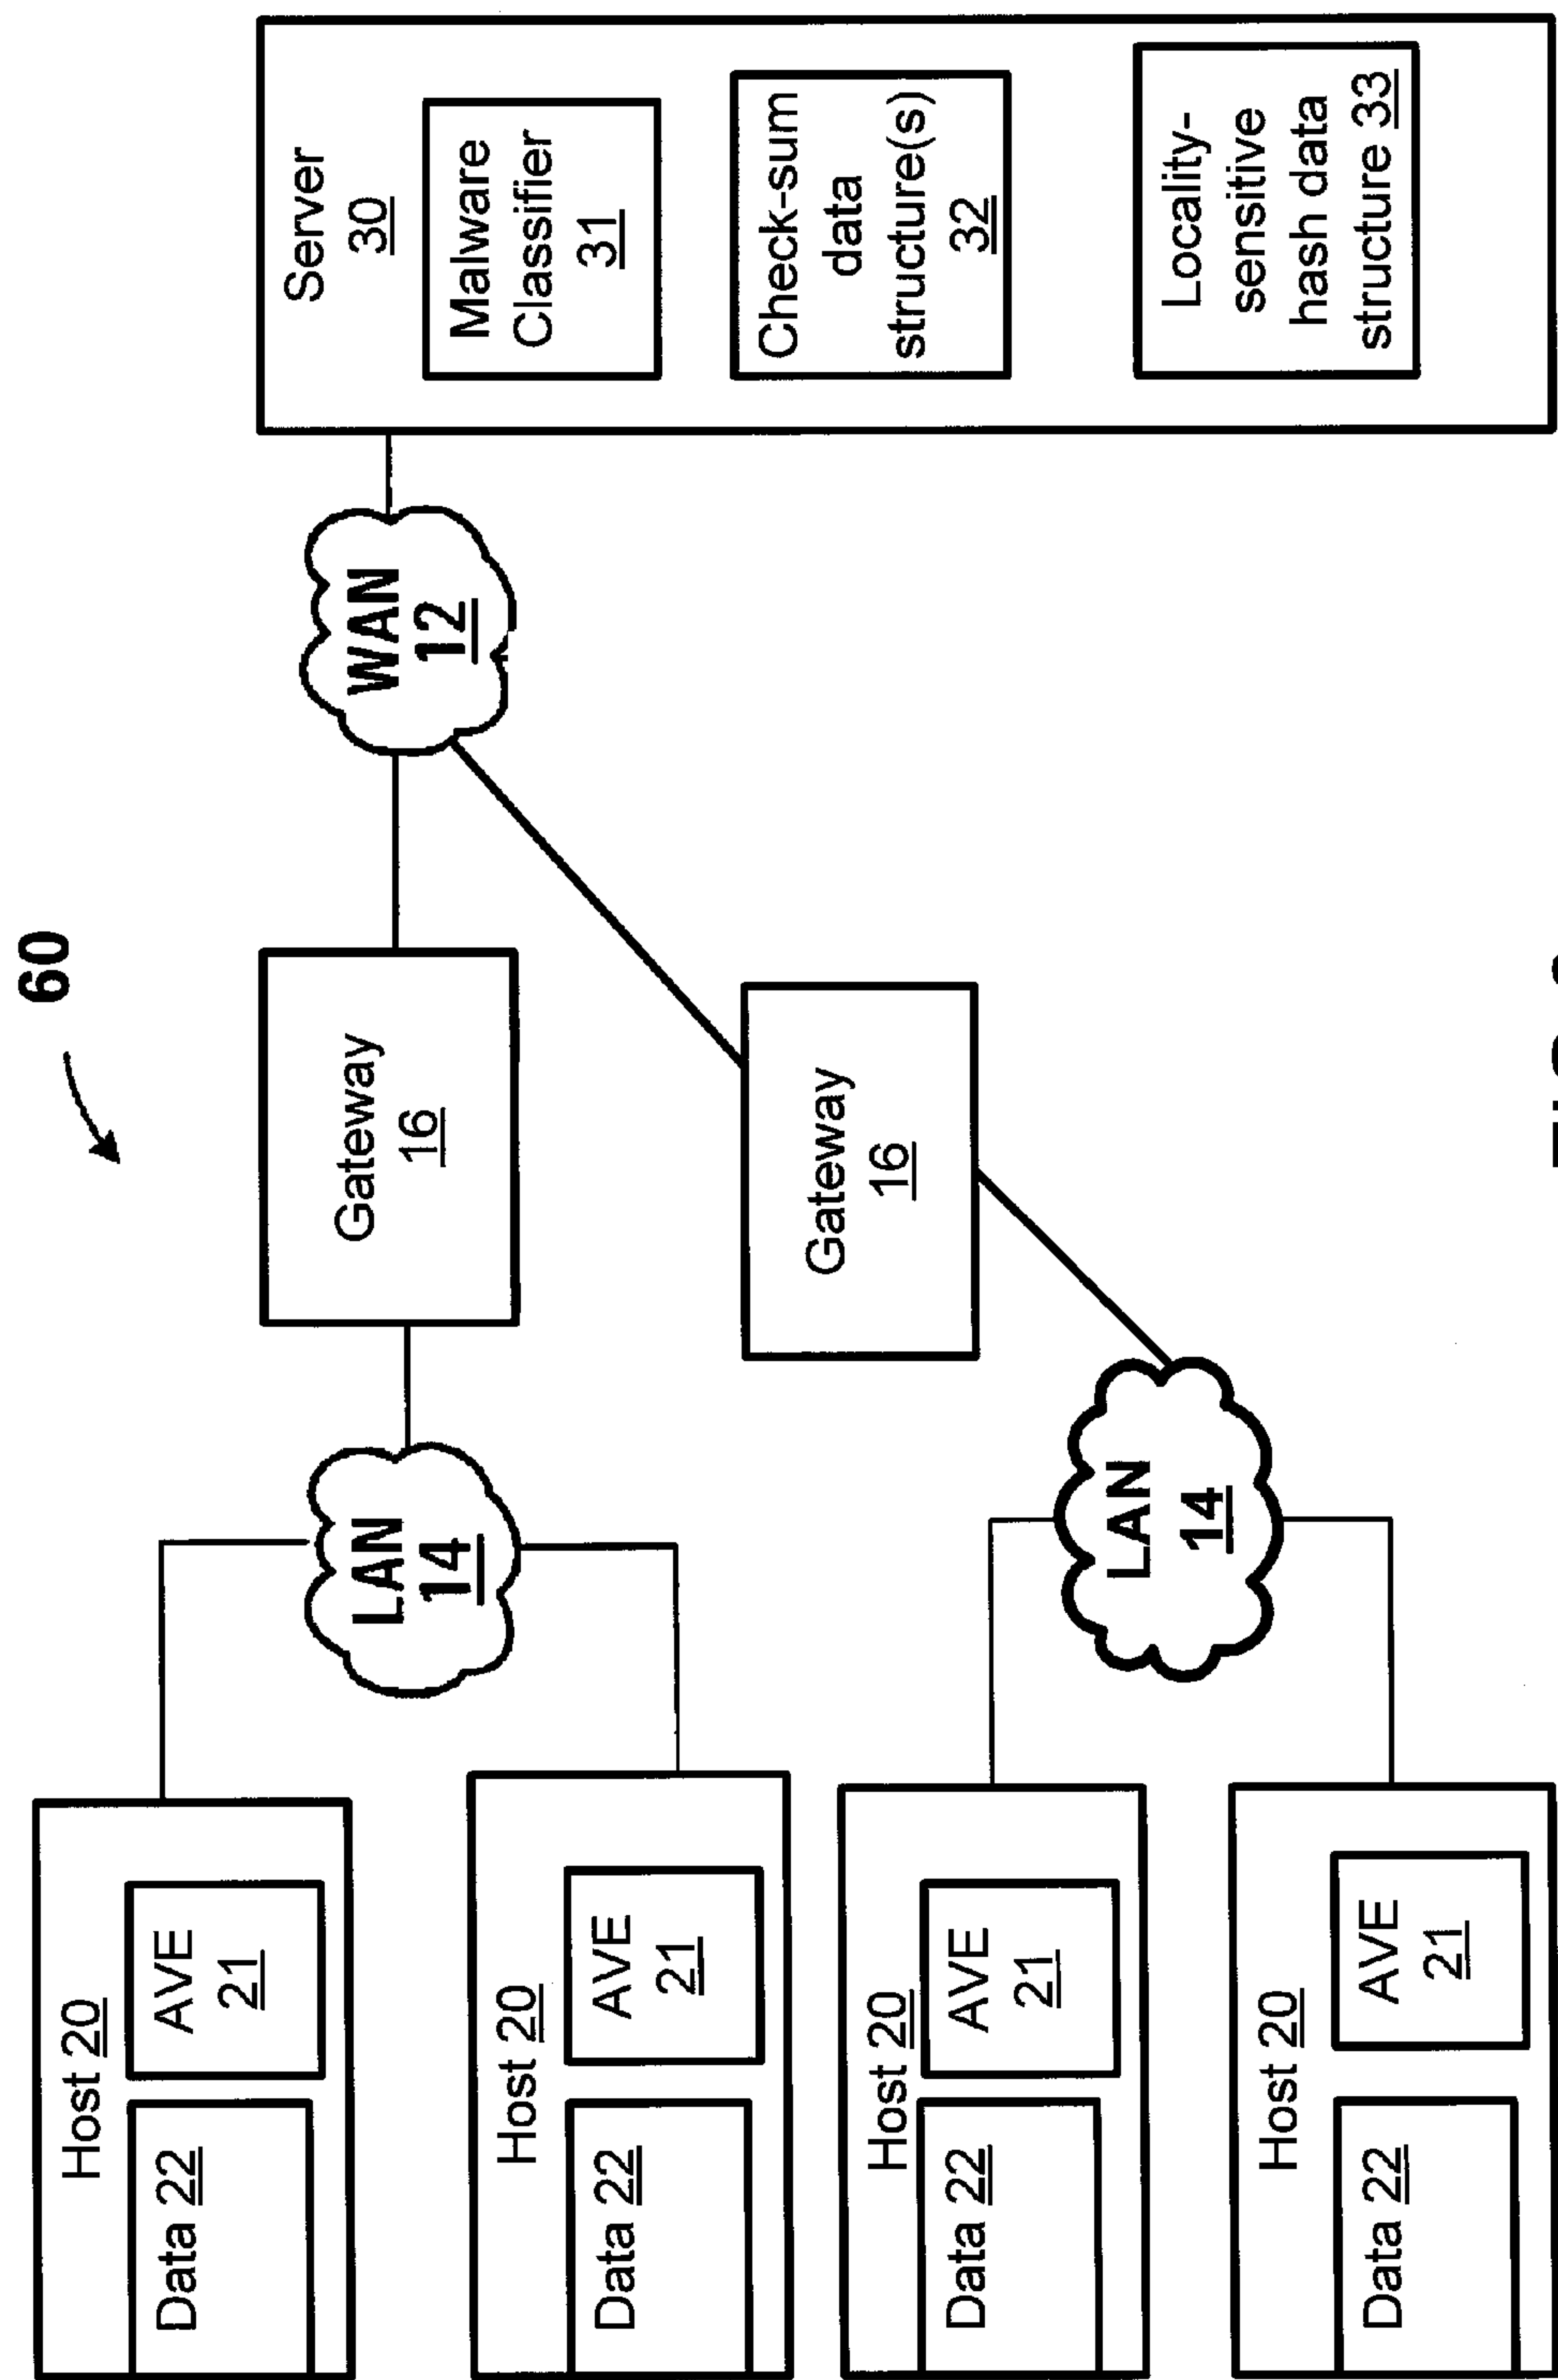 60
Host 20
Data 22
AVE
21
Host 20
Data 22
AVE
21
Host 20
Data 22
AVE
21
Host 20
Data 22
AVE
21
LAN
14
LAN
14
Gateway
16
Gateway
16
WAN
12
Server
30
Malware
Classifier
31
Check-sum
data
structure(s)
32
Locality-
sensitive
hash data
structure 33